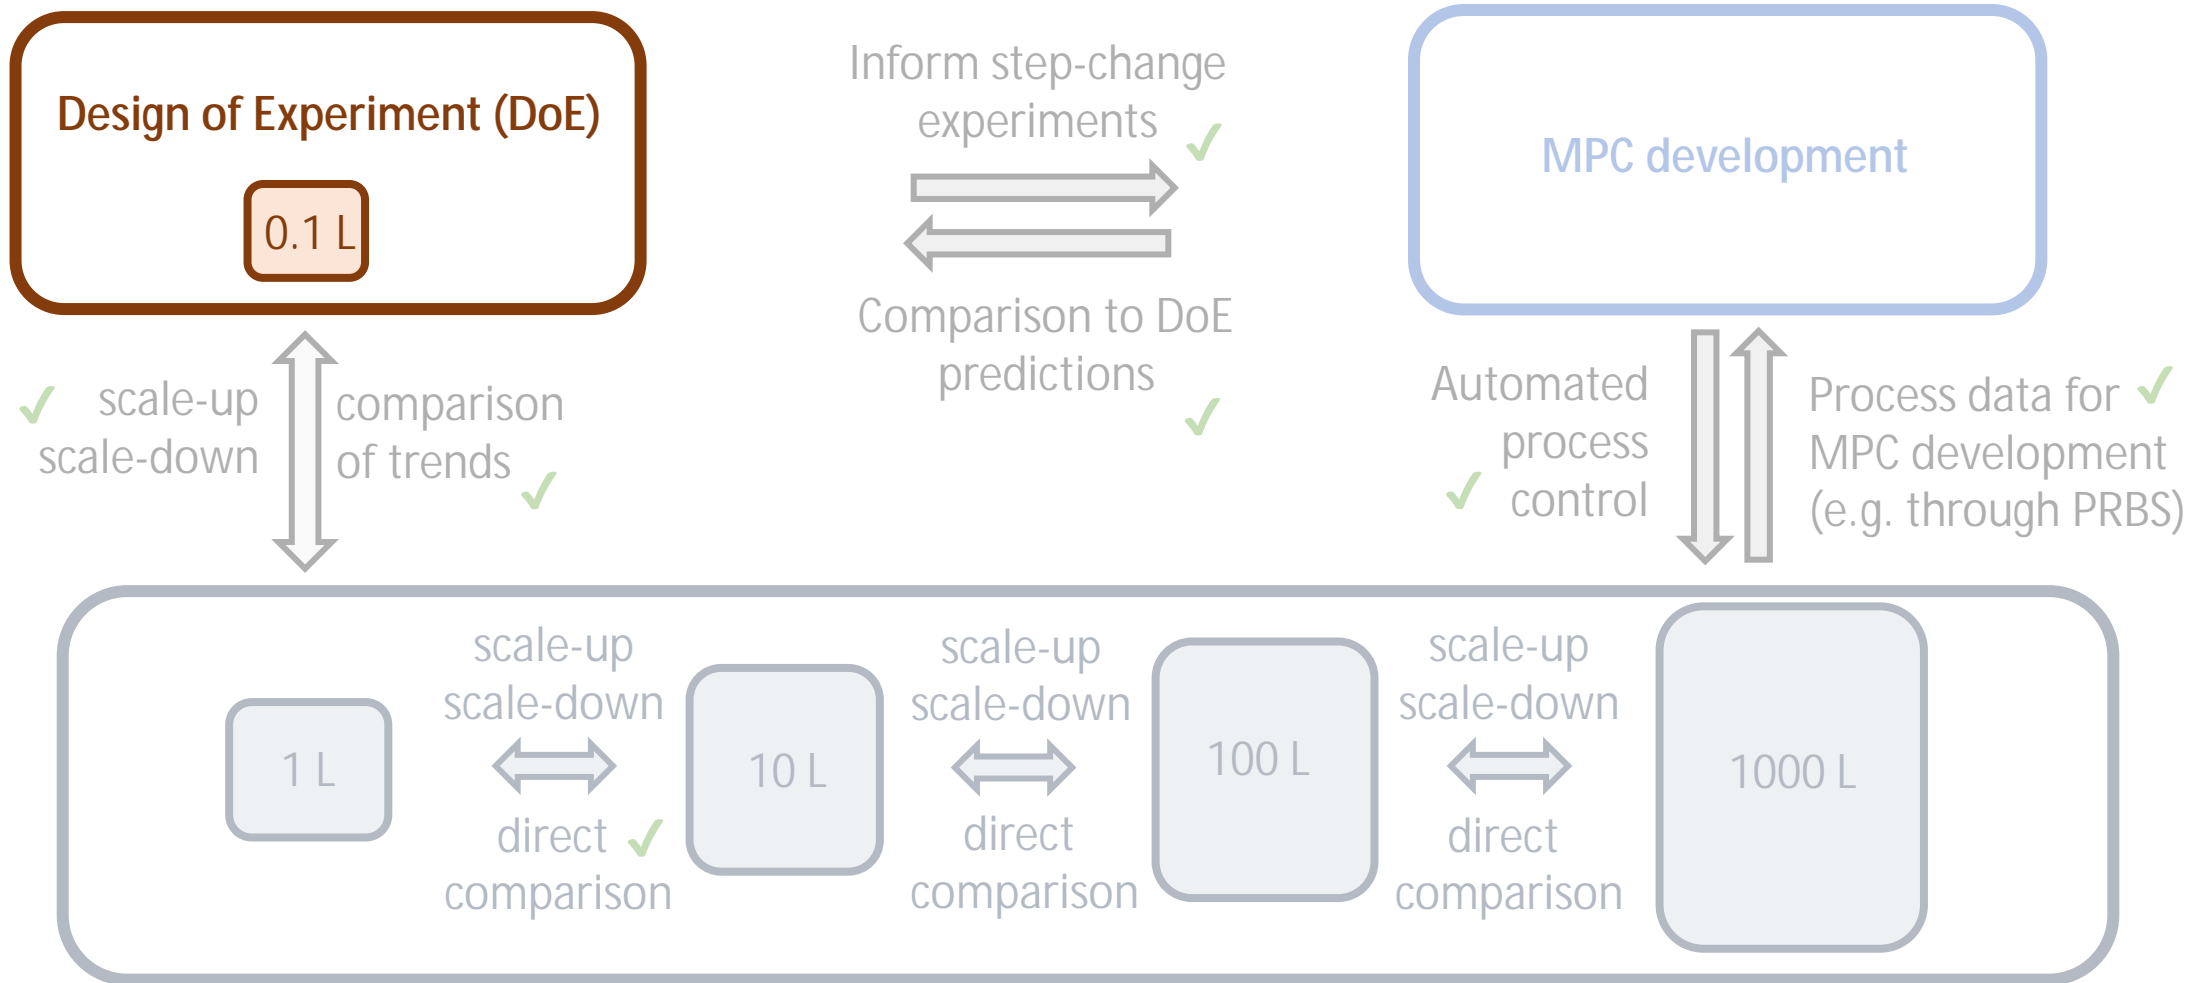 Design of Experiment (DoE)
0.1 L
Inform step-change
experiments
Comparison to DoE
predictions
MPC development
scale-up
scale-down
comparison
of trends
Automated
process
control
Process data for
MPC development
(e.g. through PRBS)
1 L
scale-up
scale-down
direct
comparison
10 L
scale-up
scale-down
direct
comparison
100 L
scale-up
scale-down
direct
comparison
1000 L